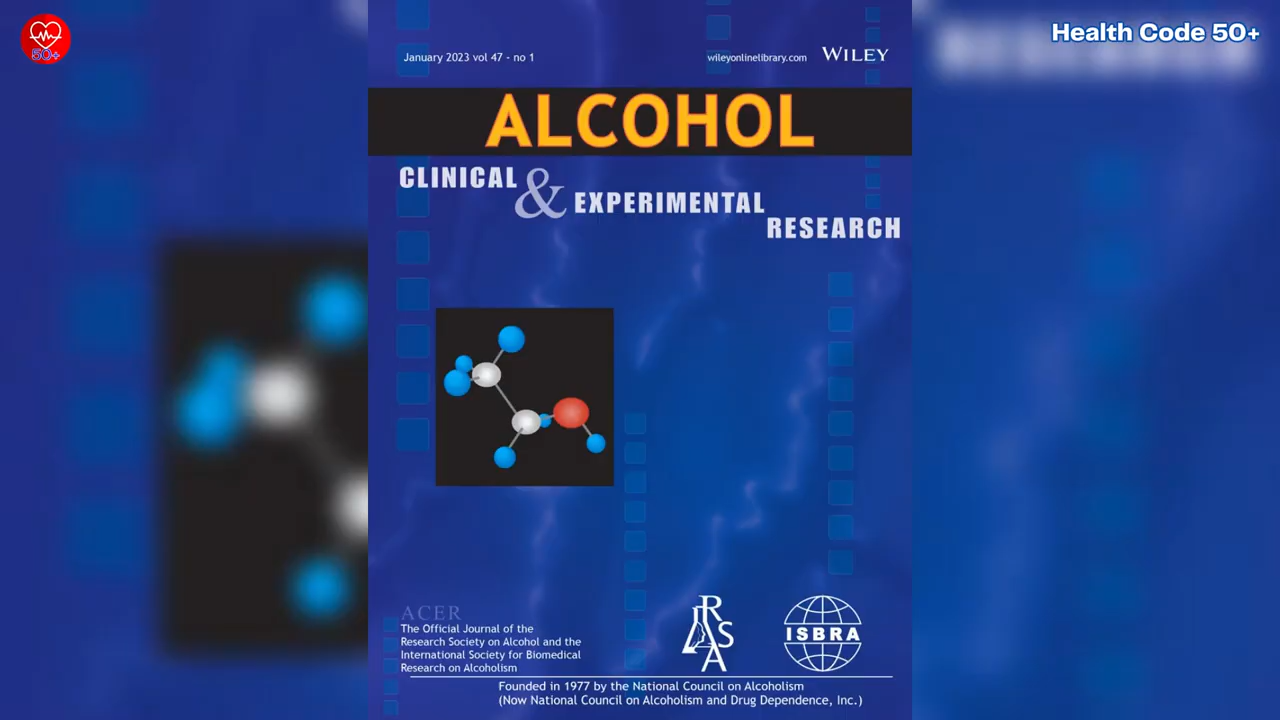 50+
Health Code 50+
January 2023 vol 47 - no 1
wileyonlinelibrary.com WILEY
ALCOHOL
CLINICAL
&
EXPERIMENTAL
RESEARCH
ACER
The Official Journal of the
Research Society on Alcohol and the
International Society for Biomedical
Research on Alcoholism
RSA
ISBRA
Founded in 1977 by the National Council on Alcoholism
(Now National Council on Alcoholism and Drug Dependence, Inc.)